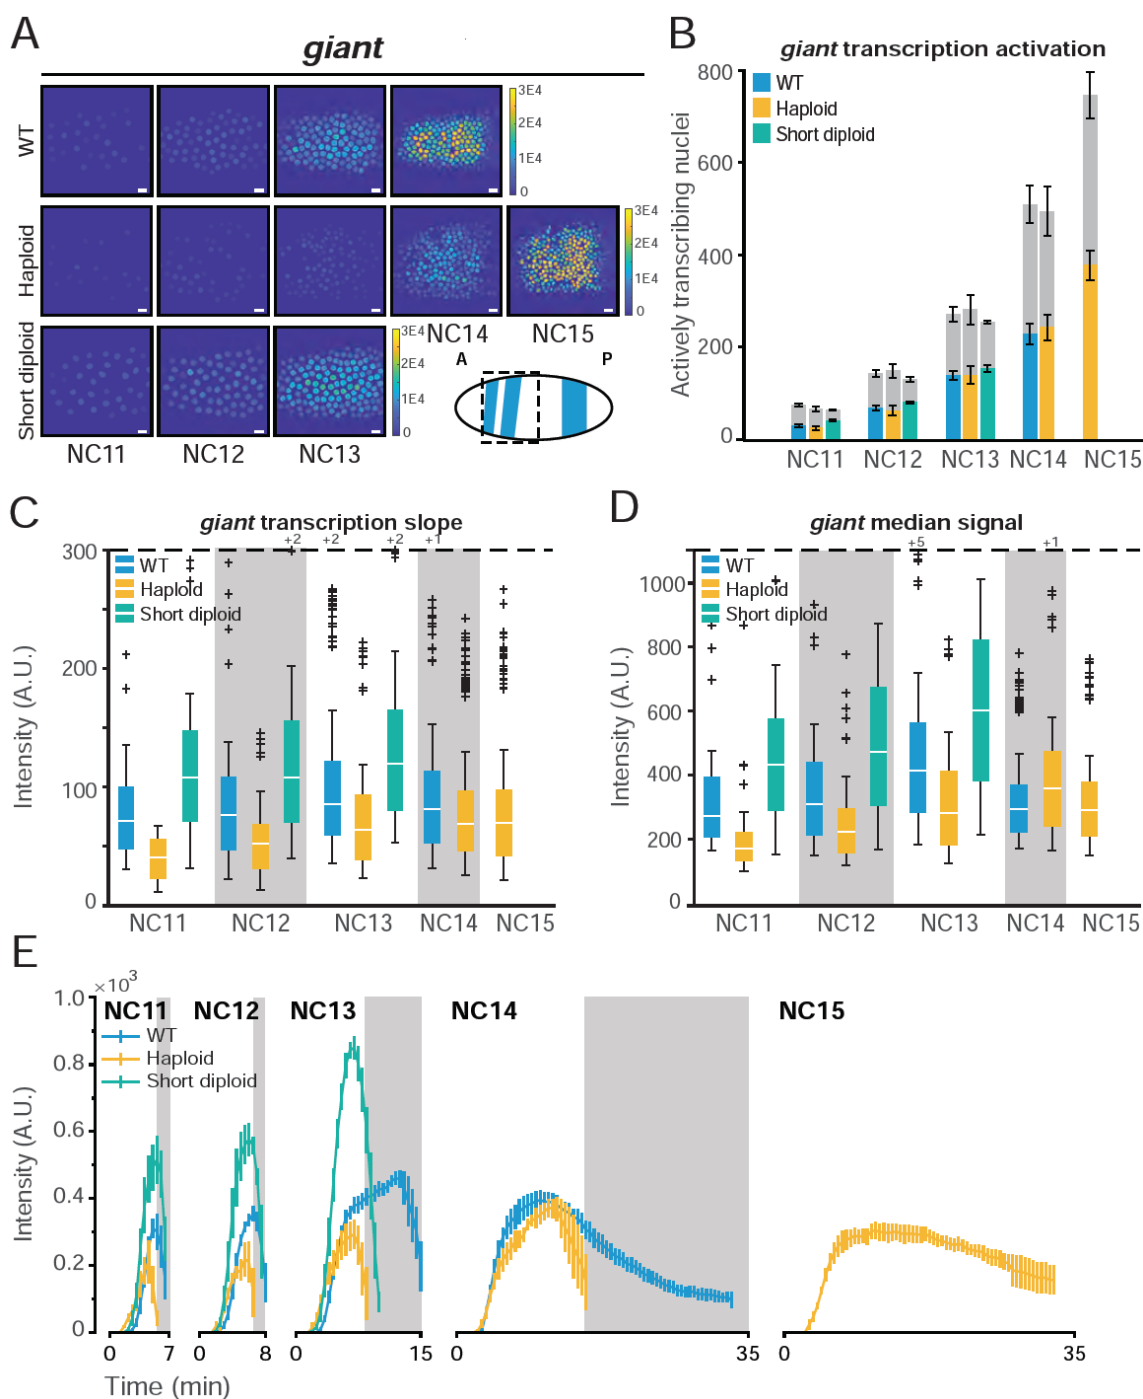 A
giant
WT
3E4
2E4
1E4
0
Haploid
3E4
2E4
1E4
0
NC14
NC15
Short diploid
3E4
2E4
1E4
0
A
P
NC11
NC12
NC13
B
giant transcription activation
WT
Haploid
Short diploid
Actively transcribing nuclei
800
600
400
200
0
NC11
NC12
NC13
NC14
NC15
C
giant transcription slope
+2
+2
+2
+1
WT
Haploid
Short diploid
Intensity (A.U.)
300
200
100
0
NC11
NC12
NC13
NC14
NC15
D
giant median signal
+5
+1
WT
Haploid
Short diploid
Intensity (A.U.)
1000
800
600
400
200
0
NC11
NC12
NC13
NC14
NC15
E
×10³
1.0
0.8
0.6
0.4
0.2
0
Intensity (A.U.)
NC11
NC12
NC13
NC14
NC15
WT
Haploid
Short diploid
0
7
0
8
0
15
0
35
0
35
Time (min)